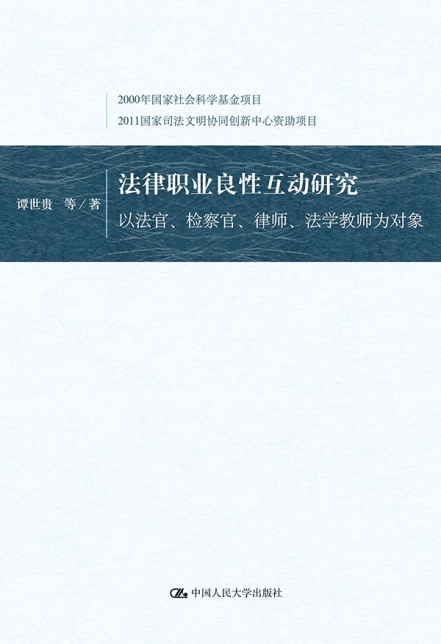 2000年国家社会科学基金项目
2011国家司法文明协同创新中心资助项目
法律职业良性互动研究
谭世贵 等/著
以法官、检察官、律师、法学教师为对象
中国人民大学出版社